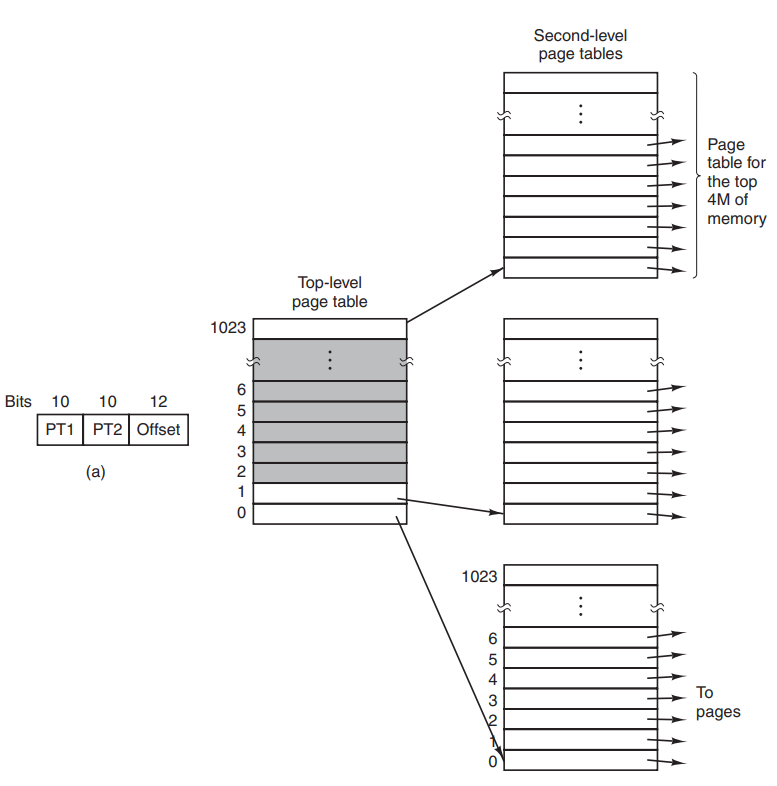 Second-level
page tables
Page
table for
the top
4M of
memory
Top-level
page table
1023
6
5
4
3
2
1
0
Bits 10 10 12
PT1 PT2 Offset
(a)
1023
6
5
4
3
2
1
0
To
pages